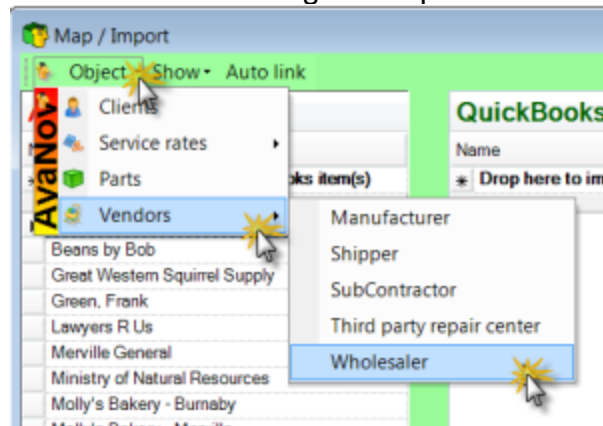 Map / Import
Object Show Auto link
Clients
Service rates
Parts
Vendors
AvaNov
Manufacturer
Shipper
SubContractor
Third party repair center
Wholesaler
QuickBooks
Name
Drop here to im
oks item(s)
Beans by Bob
Great Western Squirrel Supply
Green, Frank
Lawyers R Us
Merville General
Ministry of Natural Resources
Molly's Bakery - Burnaby